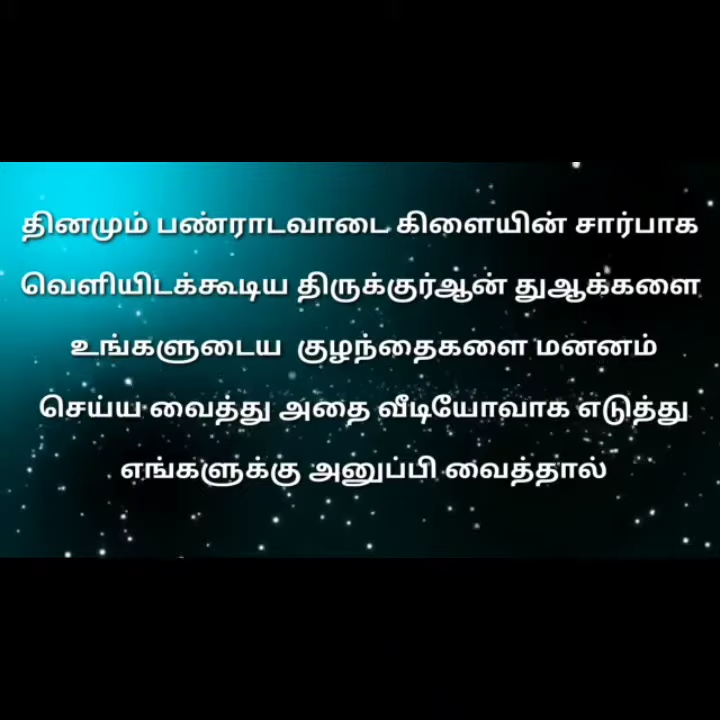 தினமும் பண்ராடவாடை கிளையின் சார்பாக
வெளியிடக்கூடிய திருக்குர்ஆன் துஆக்களை
உங்களுடைய குழந்தைகளை மனனம்
செய்ய வைத்து அதை வீடியோவாக எடுத்து
எங்களுக்கு அனுப்பி வைத்தால்